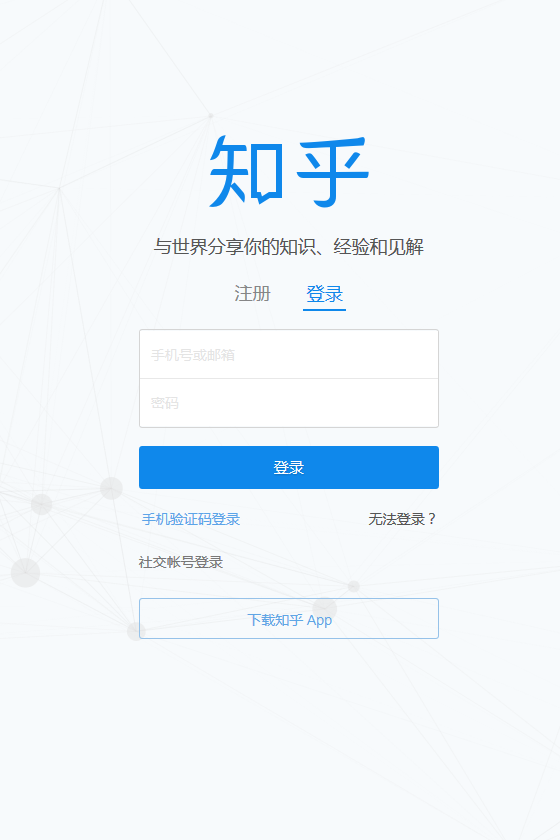 知乎
与世界分享你的知识、经验和见解
注册 登录
手机号或邮箱
密码
登录
手机验证码登录 无法登录？
社交帐号登录
下载知乎 App